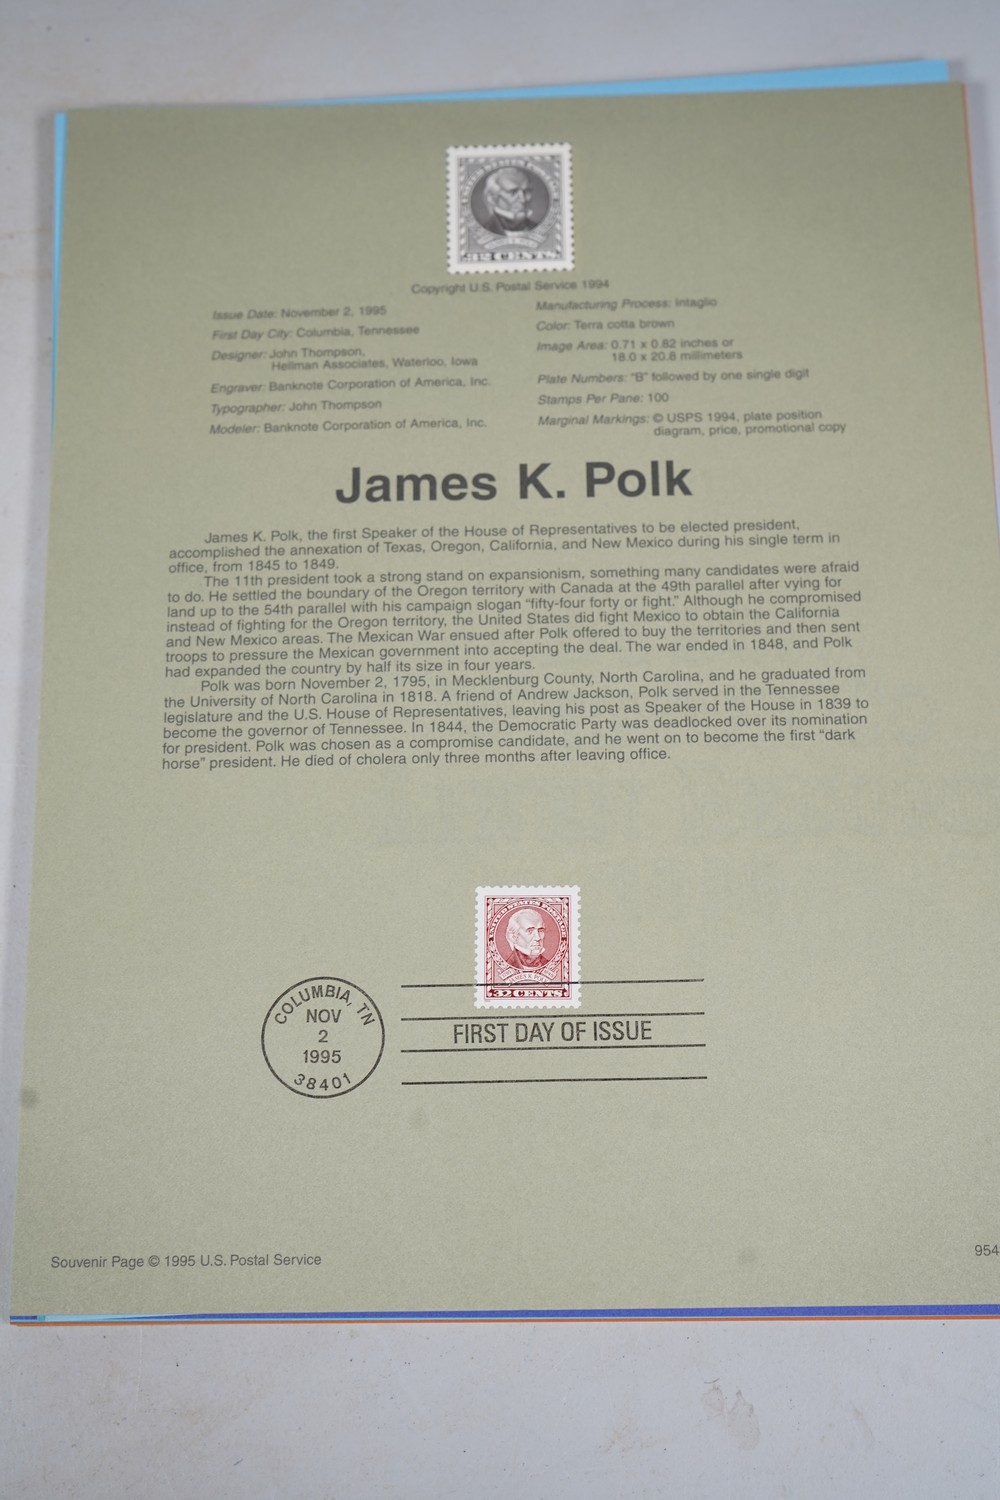 UNITED STATES POSTAGE
JAMES K. POLK
32 CENTS
Copyright U.S. Postal Service 1994
Issue Date: November 2, 1995
First Day City: Columbia, Tennessee
Designer: John Thompson,
Hellman Associates, Waterloo, Iowa
Engraver: Banknote Corporation of America, Inc.
Typographer: John Thompson
Modeler: Banknote Corporation of America, Inc.
Manufacturing Process: Intaglio
Color: Terra cotta brown
Image Area: 0.71 x 0.82 inches or
18.0 x 20.8 millimeters
Plate Numbers: "B" followed by one single digit
Stamps Per Pane: 100
Marginal Markings: © USPS 1994, plate position
diagram, price, promotional copy
James K. Polk
James K. Polk, the first Speaker of the House of Representatives to be elected president,
accomplished the annexation of Texas, Oregon, California, and New Mexico during his single term in
office, from 1845 to 1849.
The 11th president took a strong stand on expansionism, something many candidates were afraid
to do. He settled the boundary of the Oregon territory with Canada at the 49th parallel after vying for
land up to the 54th parallel with his campaign slogan "fifty-four forty or fight." Although he compromised
instead of fighting for the Oregon territory, the United States did fight Mexico to obtain the California
and New Mexico areas. The Mexican War ensued after Polk offered to buy the territories and then sent
troops to pressure the Mexican government into accepting the deal. The war ended in 1848, and Polk
had expanded the country by half its size in four years.
Polk was born November 2, 1795, in Mecklenburg County, North Carolina, and he graduated from
the University of North Carolina in 1818. A friend of Andrew Jackson, Polk served in the Tennessee
legislature and the U.S. House of Representatives, leaving his post as Speaker of the House in 1839 to
become the governor of Tennessee. In 1844, the Democratic Party was deadlocked over its nomination
for president. Polk was chosen as a compromise candidate, and he went on to become the first "dark
horse" president. He died of cholera only three months after leaving office.
UNITED STATES POSTAGE
JAMES K. POLK
32 CENTS
COLUMBIA, TN
NOV
2
1995
38401
FIRST DAY OF ISSUE
Souvenir Page © 1995 U.S. Postal Service
954